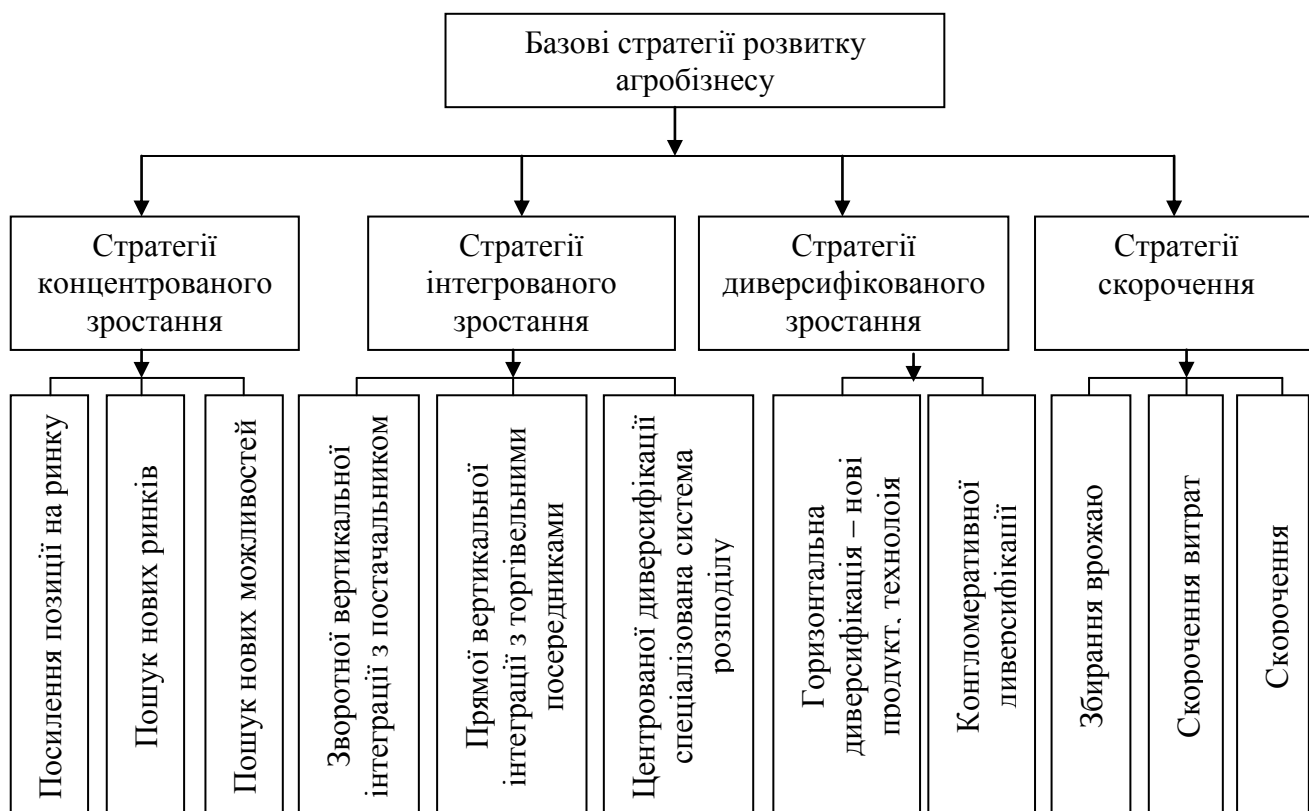 Базові стратегії розвитку
агробізнесу
Стратегії
концентрованого
зростання
Стратегії
інтегрованого
зростання
Стратегії
диверсифікованого
зростання
Стратегії
скорочення
Посилення позиції на ринку
Пошук нових ринків
Пошук нових можливостей
Зворотної вертикальної
інтеграції з постачальником
Прямої вертикальної
інтеграції з торгівельними
посередниками
Центрованої диверсифікації
спеціалізована система
розподілу
Горизонтальна
диверсифікація – нові
продукт, технолоія
Конгломеративної
диверсифікації
Збирання врожаю
Скорочення витрат
Скорочення